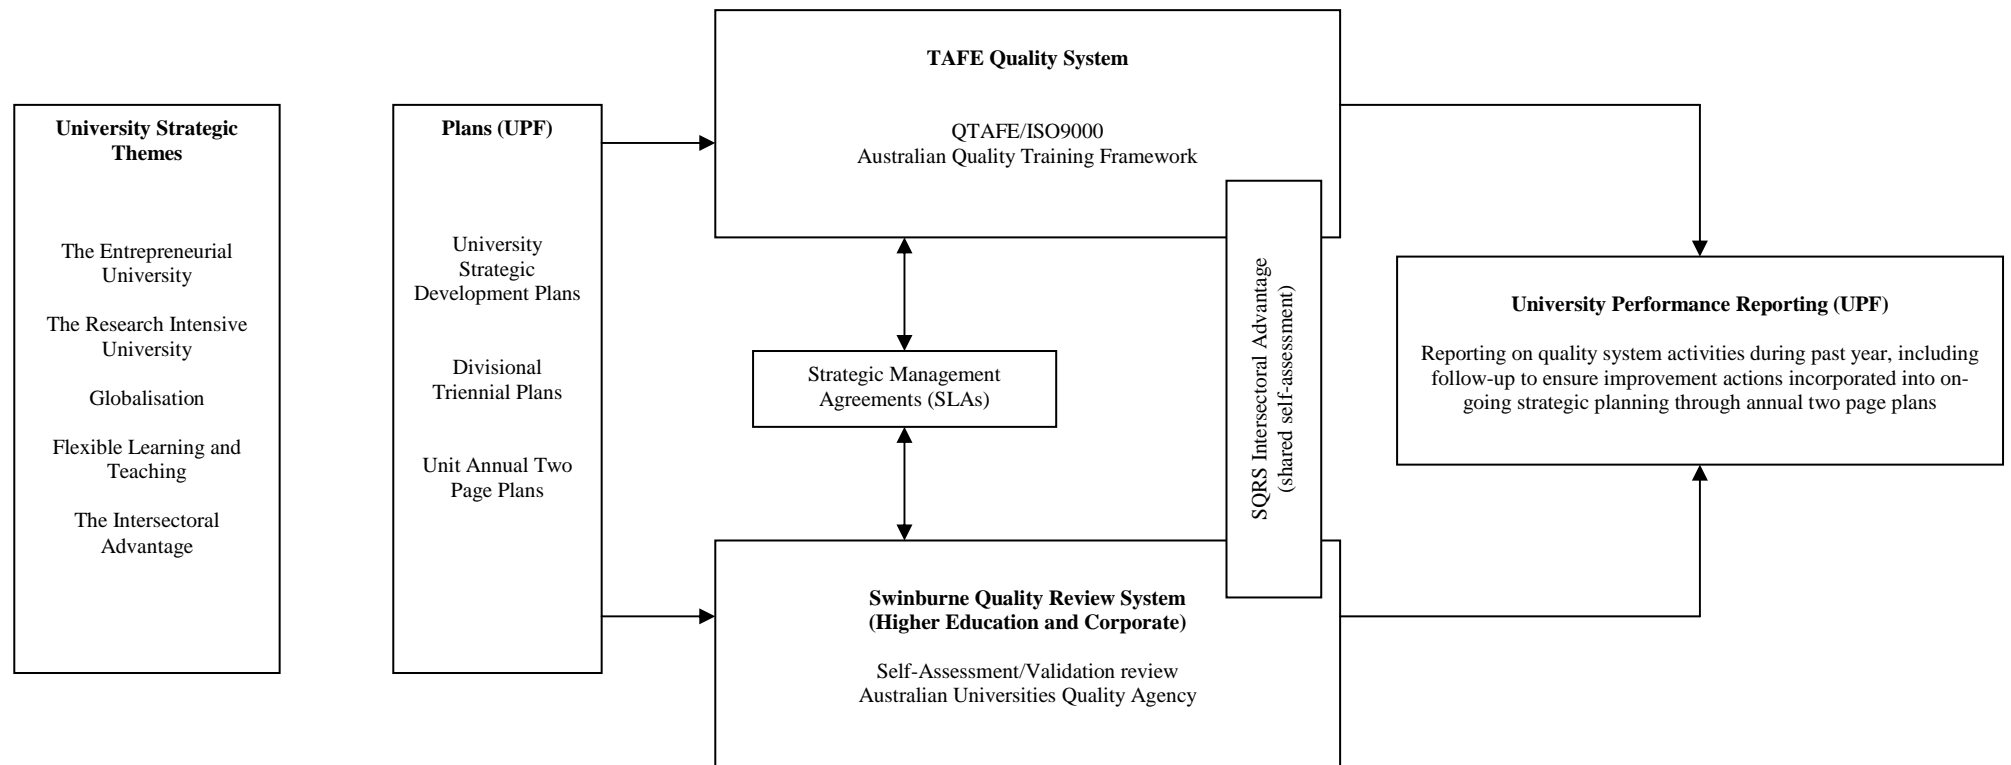 University Strategic
Themes
The Entrepreneurial
University
The Research Intensive
University
Globalisation
Flexible Learning and
Teaching
The Intersectoral
Advantage
Plans (UPF)
University
Strategic
Development Plans
Divisional
Triennial Plans
Unit Annual Two
Page Plans
TAFE Quality System
QTAFE/ISO9000
Australian Quality Training Framework
Strategic Management
Agreements (SLAs)
SQRS Intersectoral Advantage
(shared self-assessment)
Swinburne Quality Review System
(Higher Education and Corporate)
Self-Assessment/Validation review
Australian Universities Quality Agency
University Performance Reporting (UPF)
Reporting on quality system activities during past year, including
follow-up to ensure improvement actions incorporated into on-
going strategic planning through annual two page plans